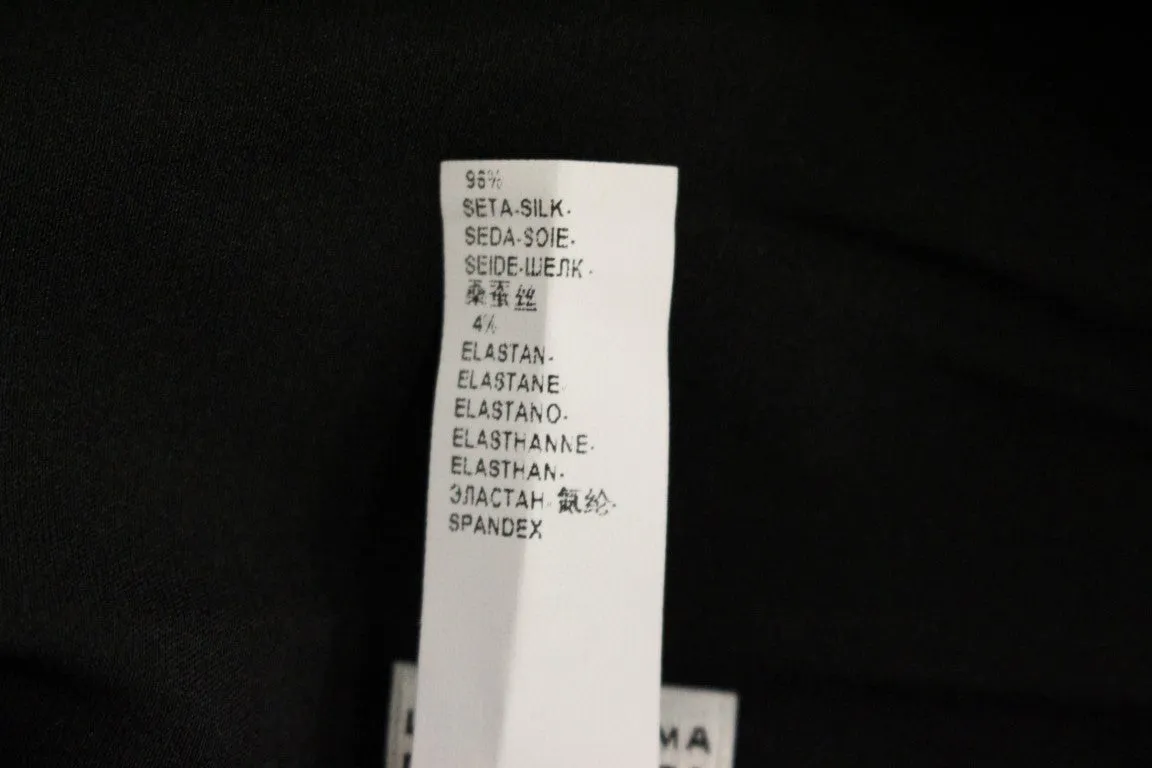 96%
SETA-SILK-
SEDA-SOIE-
SEIDE-ШЕЛК-
桑蚕丝
4%
ELASTAN-
ELASTANE-
ELASTANO-
ELASTHANNE-
ELASTHAN-
ЭЛАСТАН-氨纶-
SPANDEX
MA